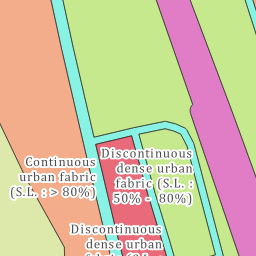 Continuous
urban fabric
(S.L. : > 80%)
Discontinuous
dense urban
fabric (S.L. :
50% - 80%)
Discontinuous
dense urban